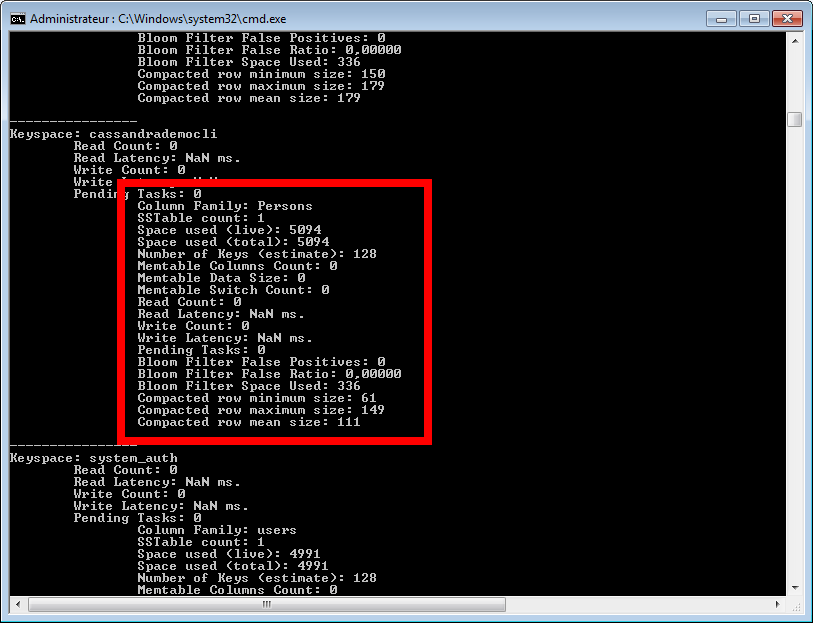 Administrateur : C:\Windows\system32\cmd.exe
Bloom Filter False Positives: 0
Bloom Filter False Ratio: 0,00000
Bloom Filter Space Used: 336
Compacted row minimum size: 150
Compacted row maximum size: 179
Compacted row mean size: 179
----------------
Keyspace: cassandrademocli
Read Count: 0
Read Latency: NaN ms.
Write Count: 0
Write
Pending Tasks: 0
Column Family: Persons
SSTable count: 1
Space used (live): 5094
Space used (total): 5094
Number of Keys (estimate): 128
Memtable Columns Count: 0
Memtable Data Size: 0
Memtable Switch Count: 0
Read Count: 0
Read Latency: NaN ms.
Write Count: 0
Write Latency: NaN ms.
Pending Tasks: 0
Bloom Filter False Positives: 0
Bloom Filter False Ratio: 0,00000
Bloom Filter Space Used: 336
Compacted row minimum size: 61
Compacted row maximum size: 149
Compacted row mean size: 111
----------------
Keyspace: system_auth
Read Count: 0
Read Latency: NaN ms.
Write Count: 0
Write Latency: NaN ms.
Pending Tasks: 0
Column Family: users
SSTable count: 1
Space used (live): 4991
Space used (total): 4991
Number of Keys (estimate): 128
Memtable Columns Count: 0